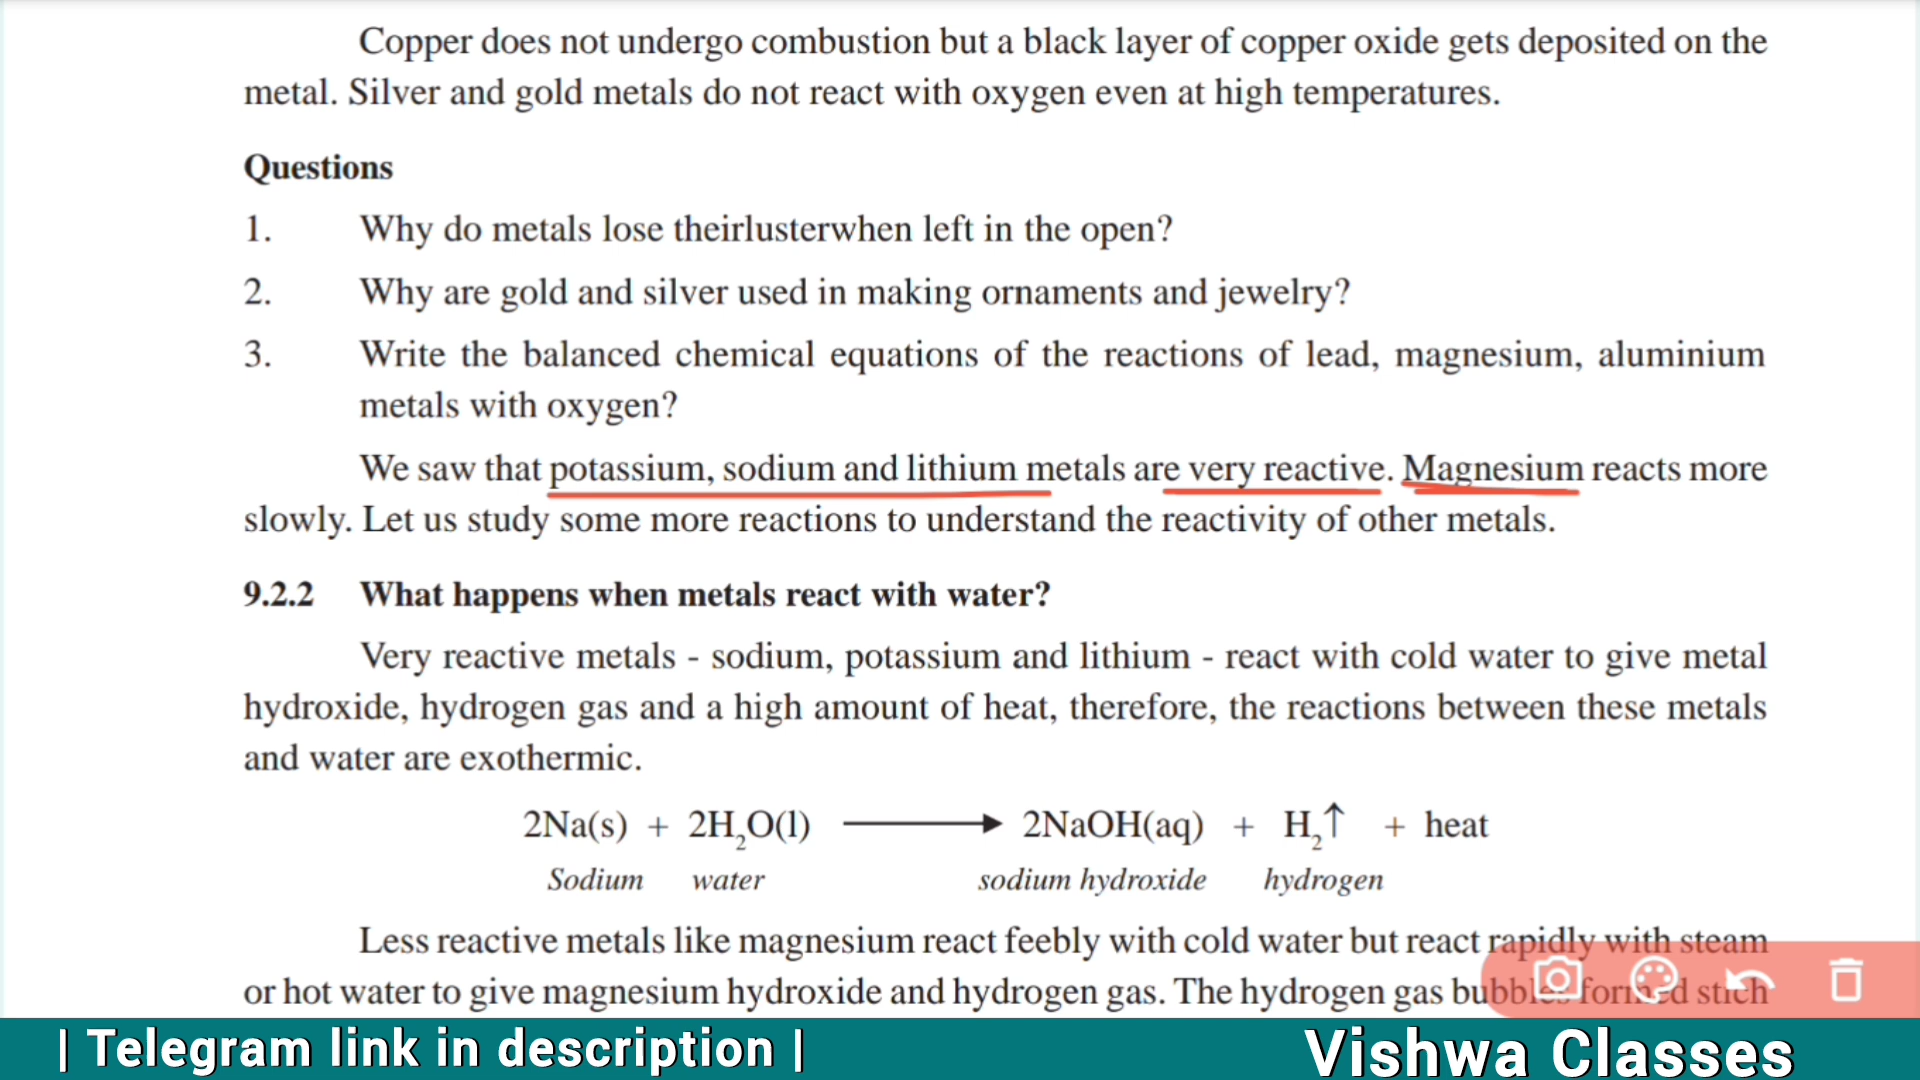 Copper does not undergo combustion but a black layer of copper oxide gets deposited on the
metal. Silver and gold metals do not react with oxygen even at high temperatures.
Questions
1. Why do metals lose theirlusterwhen left in the open?
2. Why are gold and silver used in making ornaments and jewelry?
3. Write the balanced chemical equations of the reactions of lead, magnesium, aluminium
metals with oxygen?
We saw that potassium, sodium and lithium metals are very reactive. Magnesium reacts more
slowly. Let us study some more reactions to understand the reactivity of other metals.
9.2.2 What happens when metals react with water?
Very reactive metals - sodium, potassium and lithium - react with cold water to give metal
hydroxide, hydrogen gas and a high amount of heat, therefore, the reactions between these metals
and water are exothermic.
2Na(s) + 2H₂O(l) ⟶ 2NaOH(aq) + H₂↑ + heat
Sodium water sodium hydroxide hydrogen
Less reactive metals like magnesium react feebly with cold water but react rapidly with steam
or hot water to give magnesium hydroxide and hydrogen gas. The hydrogen gas bubbles formed stich
| Telegram link in description | Vishwa Classes